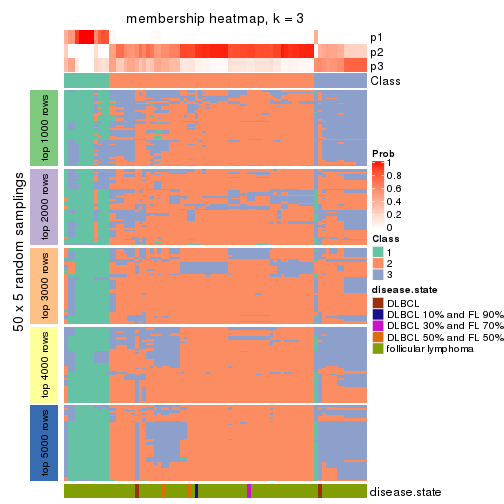 membership heatmap, k = 3
p1
p2
p3
Class
50 x 5 random samplings
top 1000 rows
top 2000 rows
top 3000 rows
top 4000 rows
top 5000 rows
Prob
1
0.8
0.6
0.4
0.2
0
Class
1
2
3
disease.state
DLBCL
DLBCL 10% and FL 90%
DLBCL 30% and FL 70%
DLBCL 50% and FL 50%
follicular lymphoma
disease.state